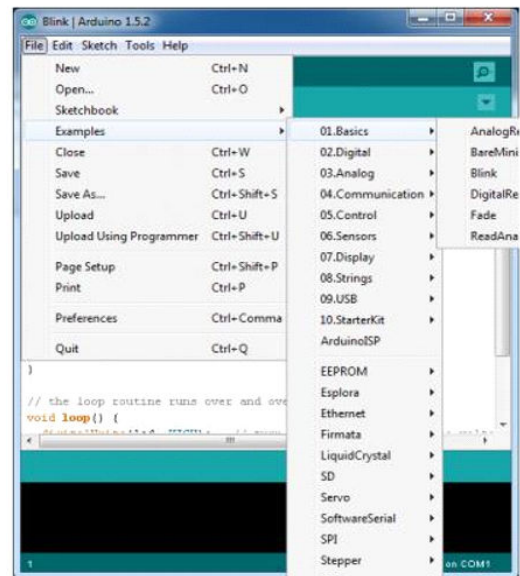 Blink | Arduino 1.5.2
File Edit Sketch Tools Help
New Ctrl+N
Open... Ctrl+O
Sketchbook
Examples
Close Ctrl+W
Save Ctrl+S
Save As... Ctrl+Shift+S
Upload Ctrl+U
Upload Using Programmer Ctrl+Shift+U
Page Setup Ctrl+Shift+P
Print Ctrl+P
Preferences Ctrl+Comma
Quit Ctrl+Q
01.Basics
02.Digital
03.Analog
04.Communication
05.Control
06.Sensors
07.Display
08.Strings
09.USB
10.StarterKit
ArduinoISP
EEPROM
Esplora
Ethernet
Firmata
LiquidCrystal
SD
Servo
SoftwareSerial
SPI
Stepper
AnalogRe
BareMini
Blink
DigitalRe
Fade
ReadAna
}
// the loop routine runs over and ove
void loop() {
1
on COM1